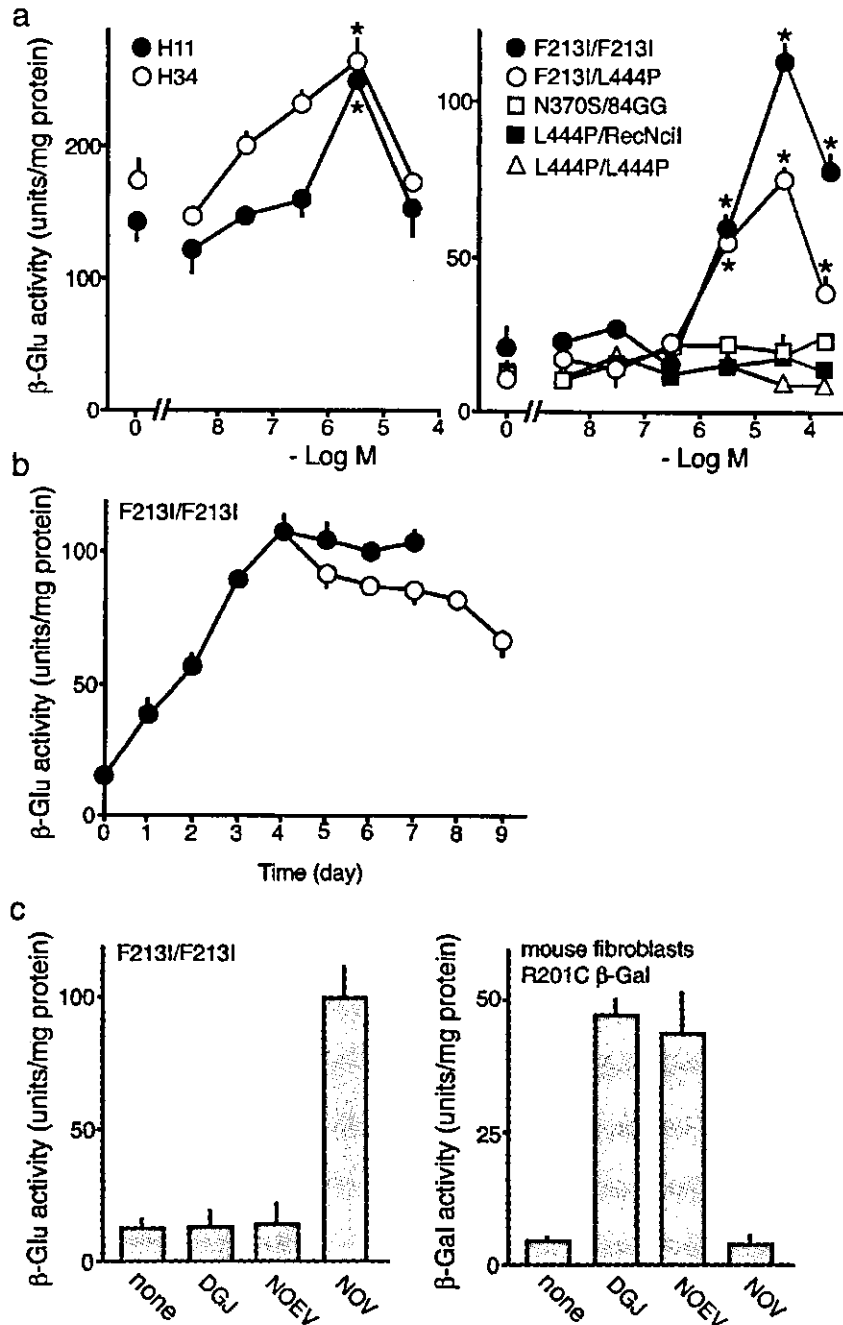 a
β-Glu activity (units/mg protein)
H11
H34
*
*
200
100
0
0 8 7 6 5 4
- Log M
F213I/F213I
F213I/L444P
N370S/84GG
L444P/RecNciI
L444P/L444P
*
*
*
*
*
*
100
50
0
0 8 7 6 5 4
- Log M
b
β-Glu activity (units/mg protein)
F213I/F213I
100
50
0
0 1 2 3 4 5 6 7 8 9
Time (day)
c
β-Glu activity (units/mg protein)
F213I/F213I
100
50
0
none DGJ NOEV NOV
β-Gal activity (units/mg protein)
mouse fibroblasts
R201C β-Gal
50
25
0
none DGJ NOEV NOV